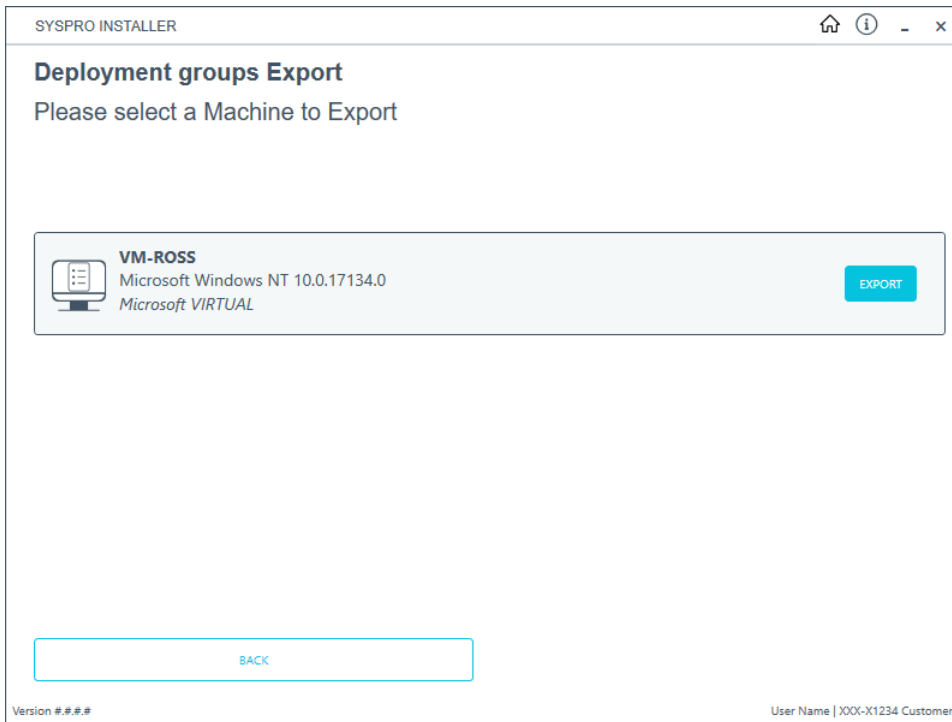 SYSPRO INSTALLER
Deployment groups Export
Please select a Machine to Export
VM-ROSS
Microsoft Windows NT 10.0.17134.0
Microsoft VIRTUAL
EXPORT
BACK
Version #.#.#.#
User Name | XXX-X1234 Customer